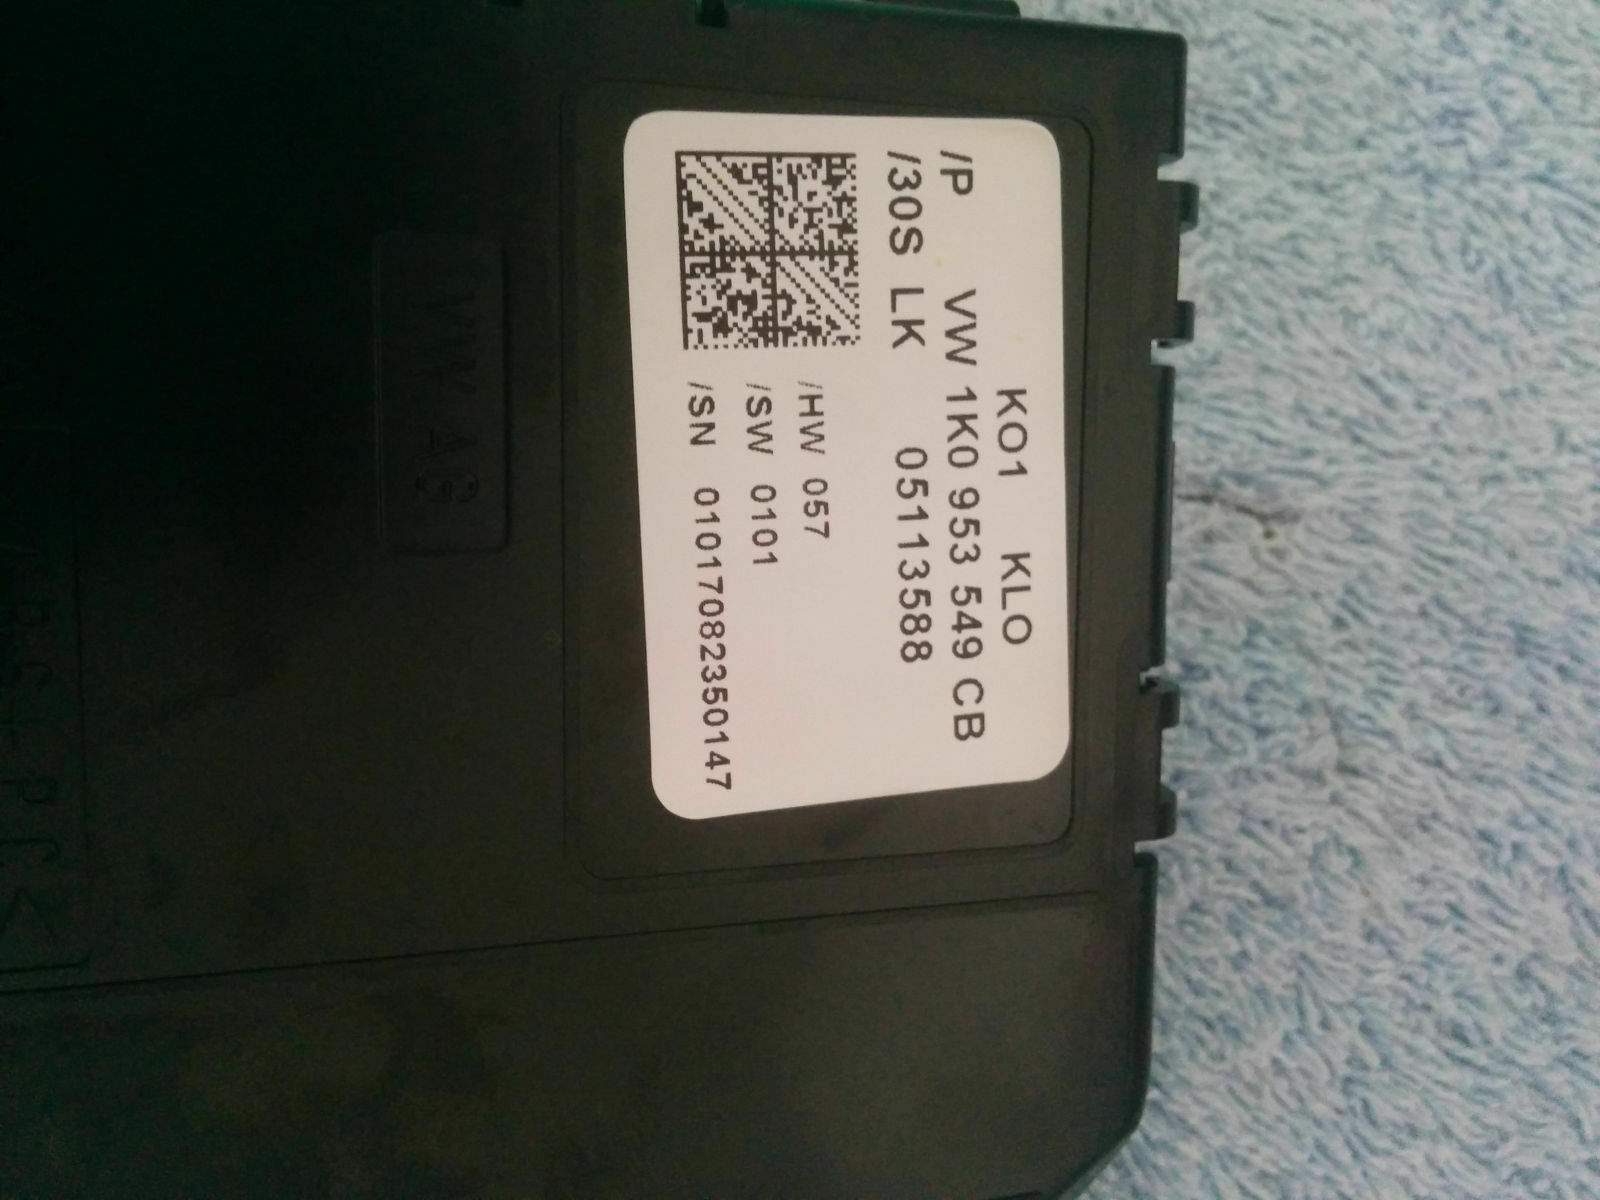 KO1 KLO
/P VW 1K0 953 549 CB
/30S LK 05113588
/HW 057
/SW 0101
/SN 01017082350147